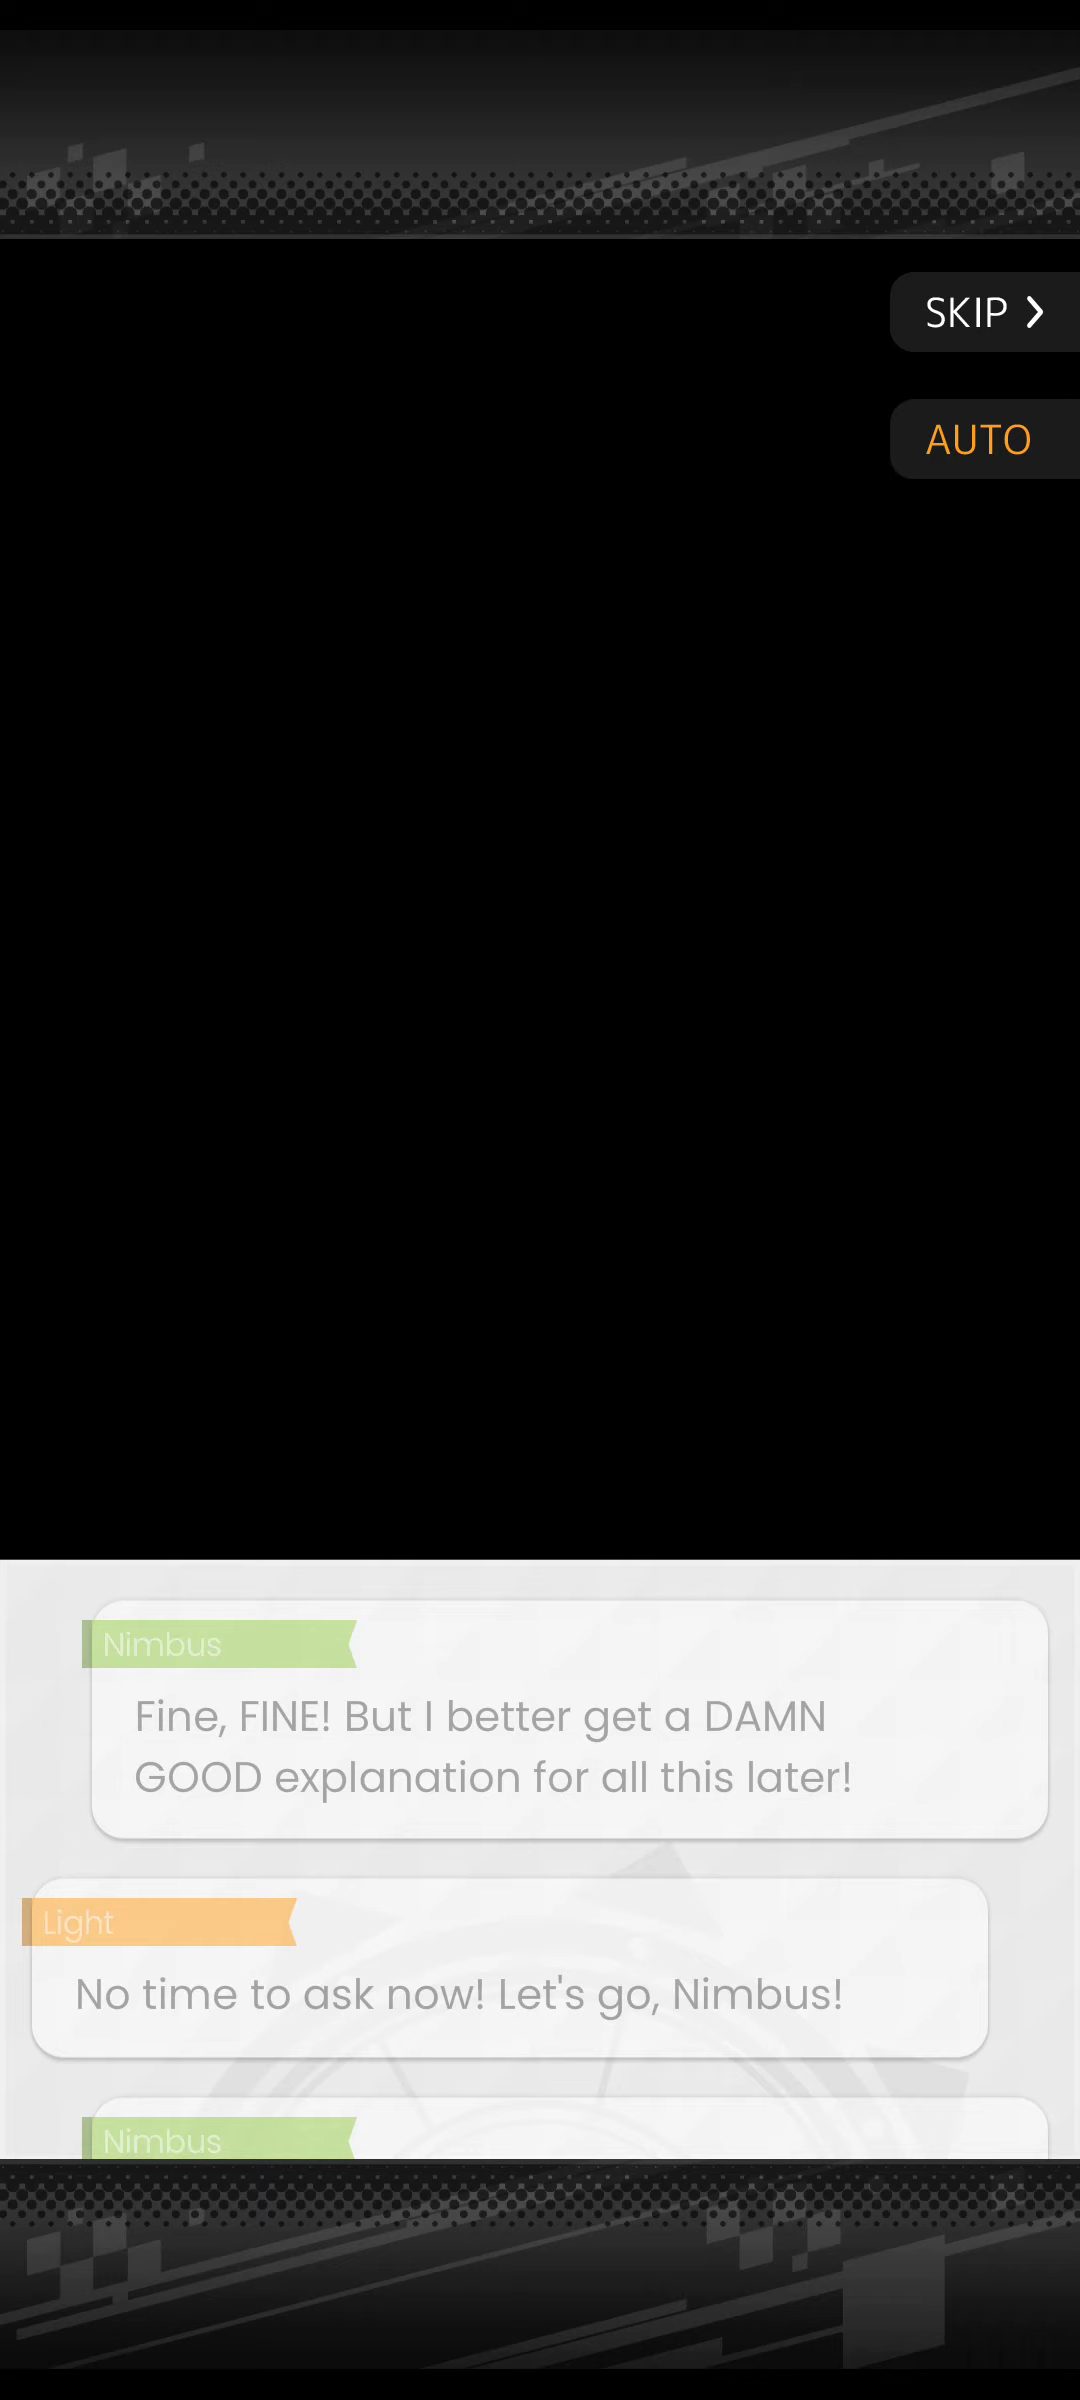 SKIP
AUTO
Nimbus
Fine, FINE! But I better get a DAMN
GOOD explanation for all this later!
Light
No time to ask now! Let's go, Nimbus!
Nimbus